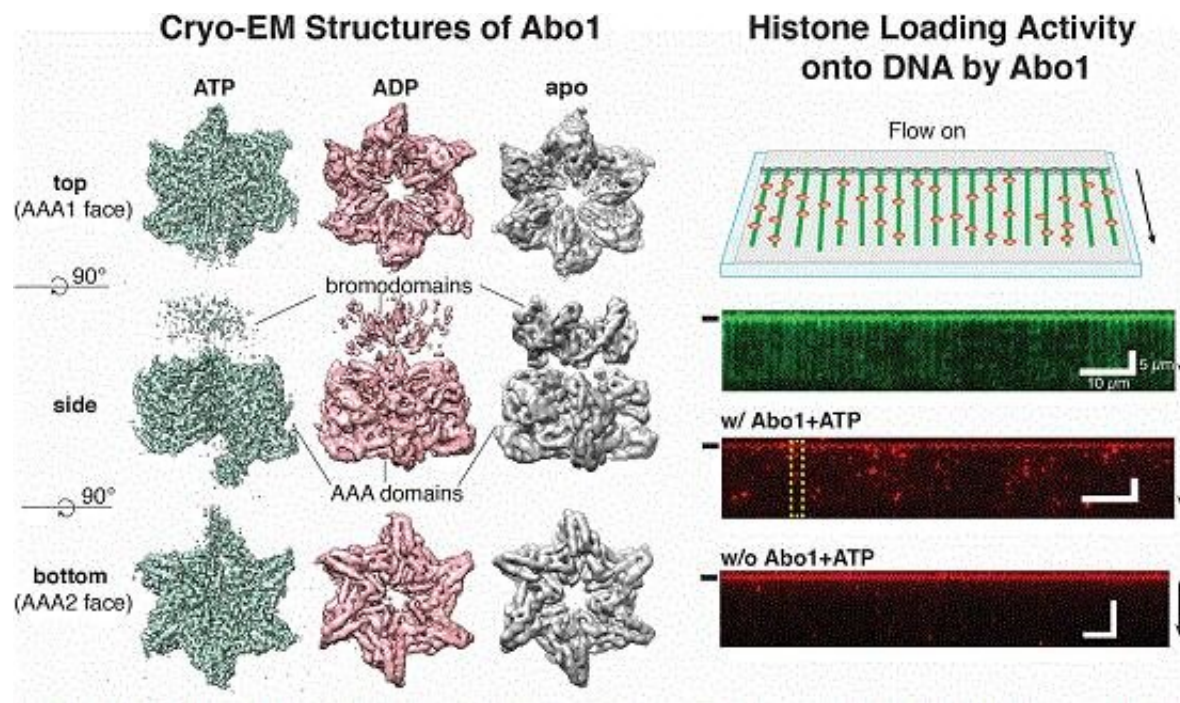 Cryo-EM Structures of Abo1
ATP
ADP
apo
top
(AAA1 face)
90°
bromodomains
side
AAA domains
90°
bottom
(AAA2 face)
Histone Loading Activity
onto DNA by Abo1
Flow on
5 µm
10 µm
w/ Abo1+ATP
w/o Abo1+ATP